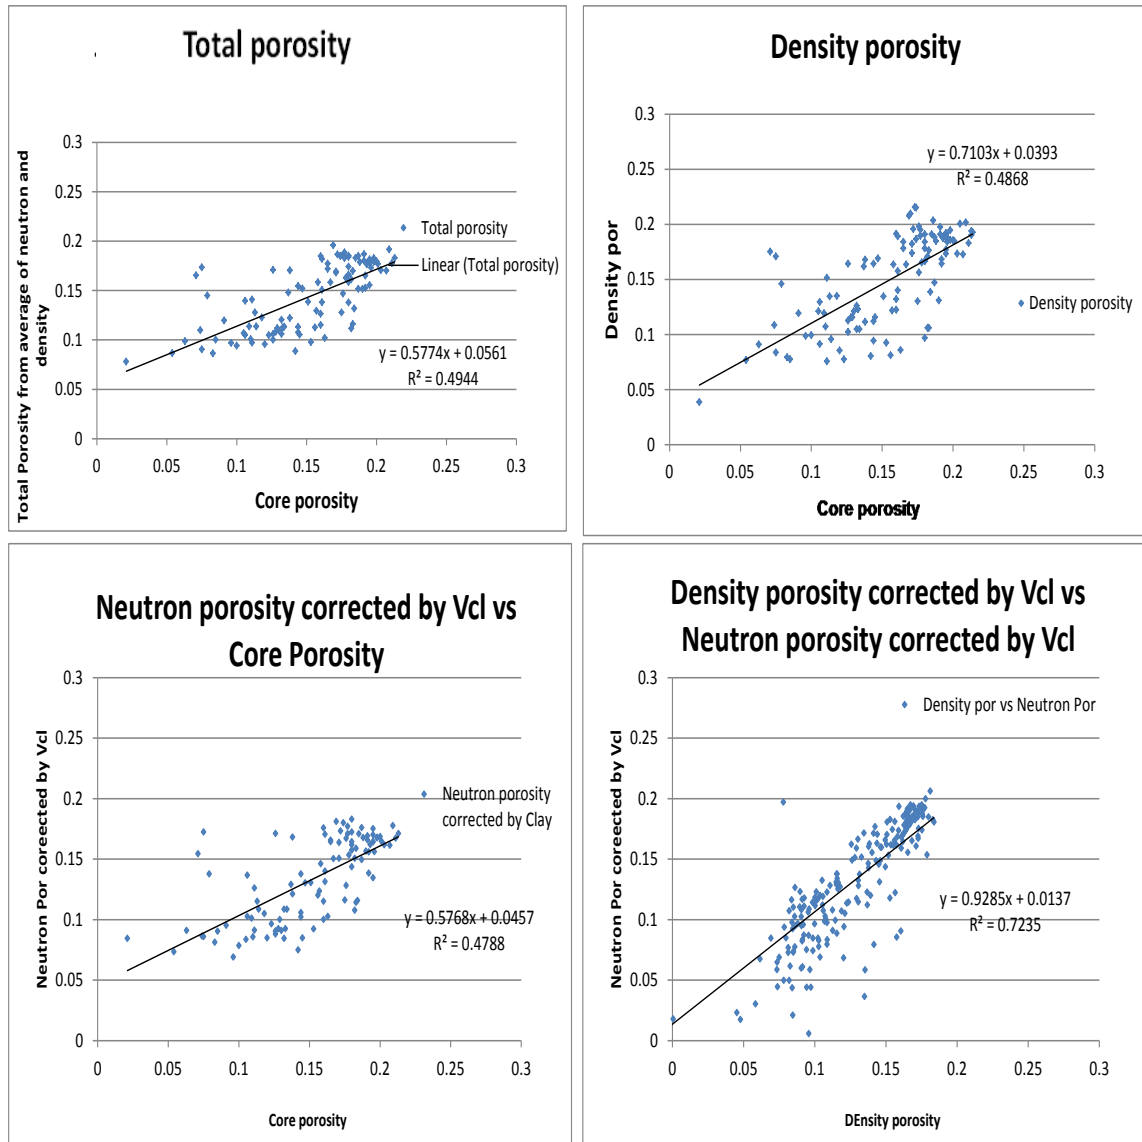 Total porosity
Total Porosity from average of neutron and
density
0.3
0.25
0.2
0.15
0.1
0.05
0
0 0.05 0.1 0.15 0.2 0.25 0.3
Total porosity
Linear (Total porosity)
y = 0.5774x + 0.0561
R² = 0.4944
Core porosity
Density porosity
Density por
0.3
0.25
0.2
0.15
0.1
0.05
0
0 0.05 0.1 0.15 0.2 0.25 0.3
y = 0.7103x + 0.0393
R² = 0.4868
Density porosity
Core porosity
Neutron porosity corrected by Vcl vs
Core Porosity
Neutron Por coreected by Vcl
0.3
0.25
0.2
0.15
0.1
0.05
0
0 0.05 0.1 0.15 0.2 0.25 0.3
Neutron porosity
corrected by Clay
y = 0.5768x + 0.0457
R² = 0.4788
Core porosity
Density porosity corrected by Vcl vs
Neutron porosity corrected by Vcl
Neutron Por coreected by Vcl
0.3
0.25
0.2
0.15
0.1
0.05
0
0 0.05 0.1 0.15 0.2 0.25 0.3
Density por vs Neutron Por
y = 0.9285x + 0.0137
R² = 0.7235
DEnsity porosity